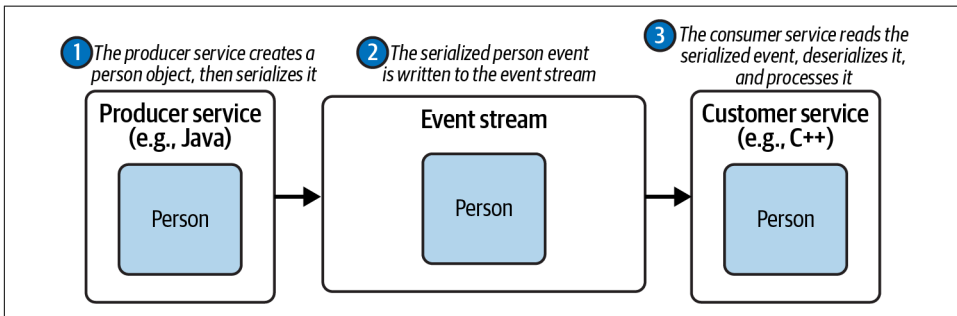 1 The producer service creates a
person object, then serializes it
2 The serialized person event
is written to the event stream
3 The consumer service reads the
serialized event, deserializes it,
and processes it
Producer service
(e.g., Java)
Person
Event stream
Person
Customer service
(e.g., C++)
Person